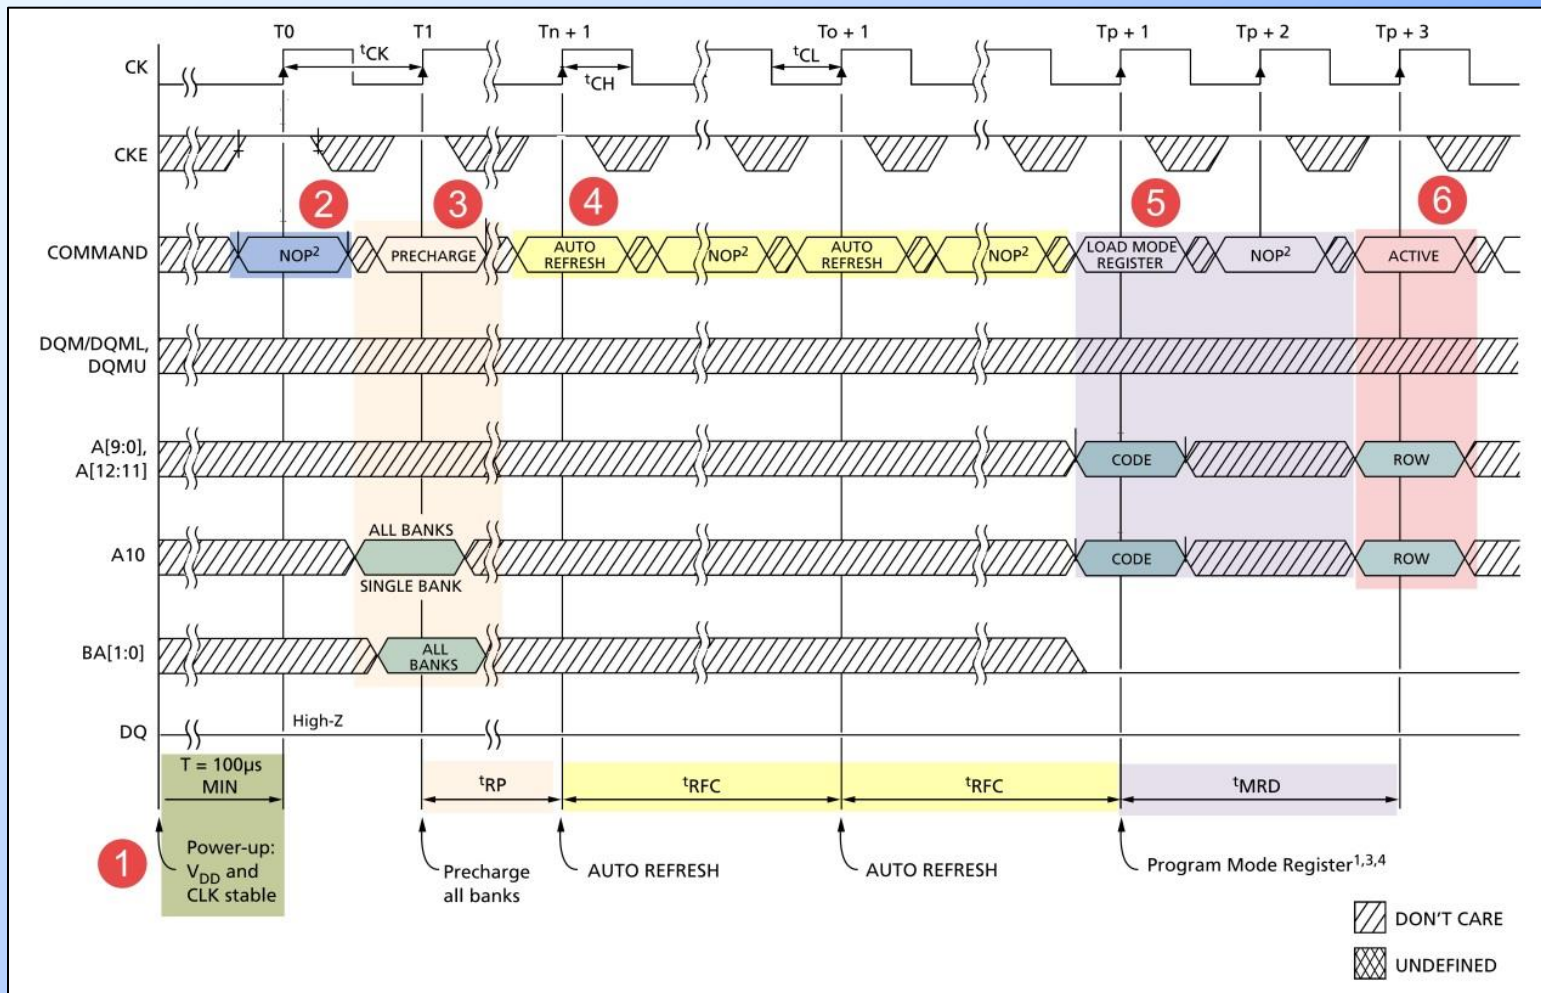 T0 T1 Tn + 1 To + 1 Tp + 1 Tp + 2 Tp + 3
CK tCK tCH tCL
CKE
2 3 4 5 6
COMMAND NOP2 PRECHARGE AUTO REFRESH NOP2 AUTO REFRESH NOP2 LOAD MODE REGISTER NOP2 ACTIVE
DQM/DQML,
DQMU
A[9:0],
A[12:11] CODE ROW
ALL BANKS
A10 CODE ROW
SINGLE BANK
BA[1:0] ALL BANKS
High-Z
DQ
T = 100µs
MIN tRP tRFC tRFC tMRD
1
Power-up:
VDD and
CLK stable
Precharge
all banks
AUTO REFRESH
AUTO REFRESH
Program Mode Register1,3,4
DON'T CARE
UNDEFINED